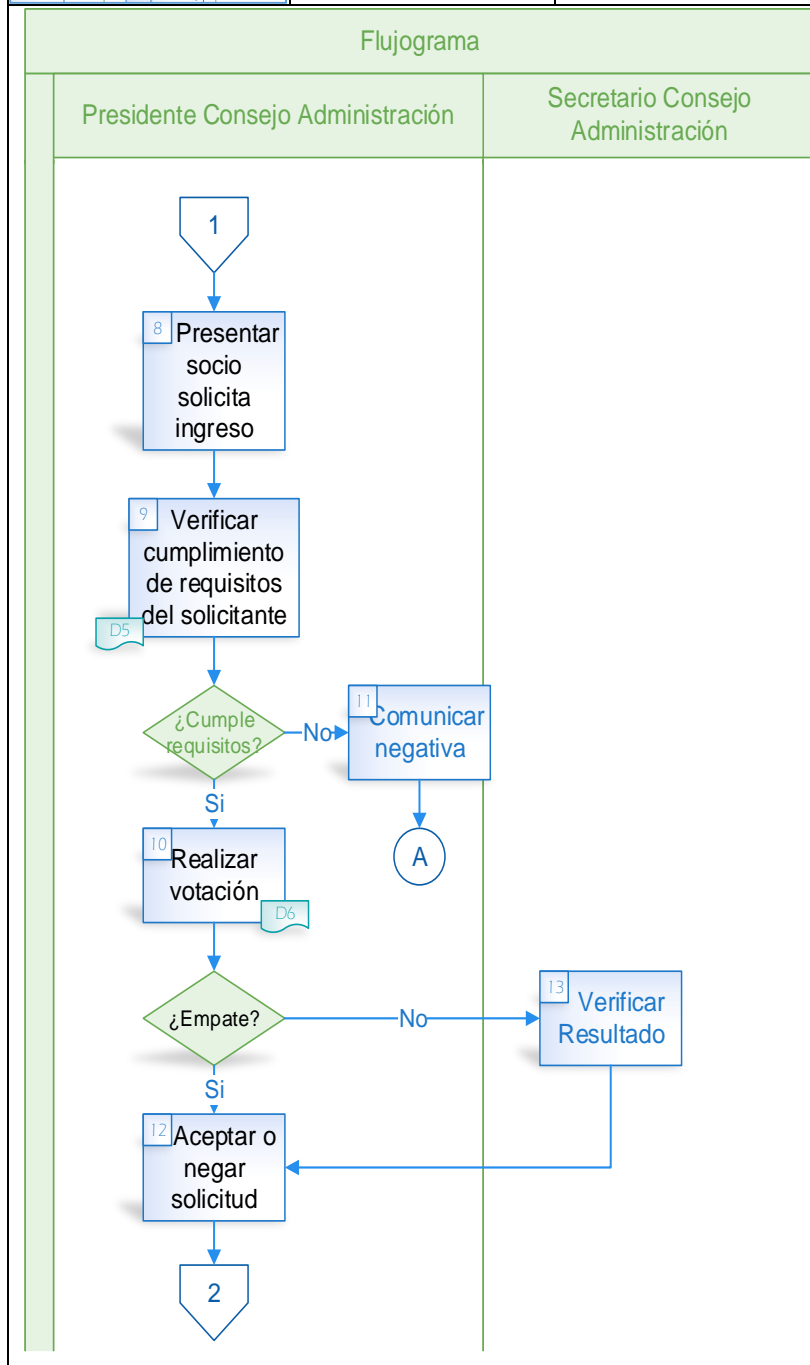 Flujograma
Presidente Consejo Administración
Secretario Consejo
Administración
1
8
Presentar
socio
solicita
ingreso
9
Verificar
cumplimiento
de requisitos
del solicitante
D5
¿Cumple
requisitos?
No
11
Comunicar
negativa
Si
10
Realizar
votación
D6
A
¿Empate?
No
13
Verificar
Resultado
Si
12
Aceptar o
negar
solicitud
2